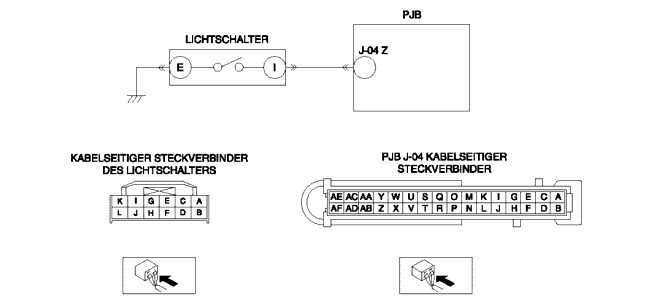 PJB
LICHTSCHALTER
J-04 Z
E I
KABELSEITIGER STECKVERBINDER
DES LICHTSCHALTERS
K I G E C A
L J H F D B
PJB J-04 KABELSEITIGER
STECKVERBINDER
AE AC AA Y W U S Q O M K I G E C A
AF AD AB Z X V T R P N L J H F D B